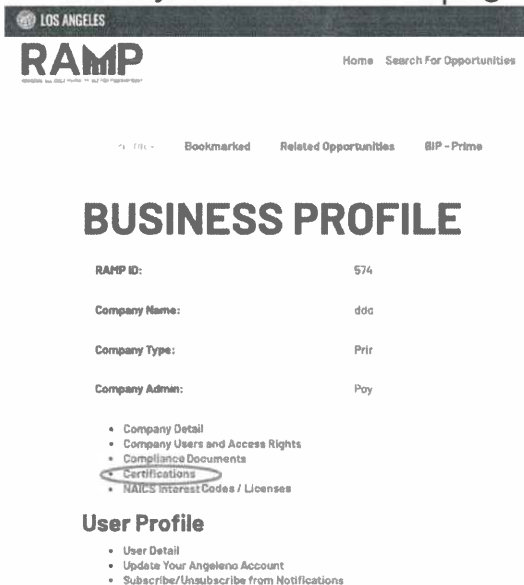 LOS ANGELES
RAMP
Home Search For Opportunities
Bookmarked Related Opportunities BIP - Prime
BUSINESS PROFILE
RAMP ID: 574
Company Name: ddc
Company Type: Prir
Company Admin: Poy
• Company Detail
• Company Users and Access Rights
• Compliance Documents
• Certifications
• NAICS Interest Codes / Licenses
User Profile
• User Detail
• Update Your Angeleno Account
• Subscribe/Unsubscribe from Notifications